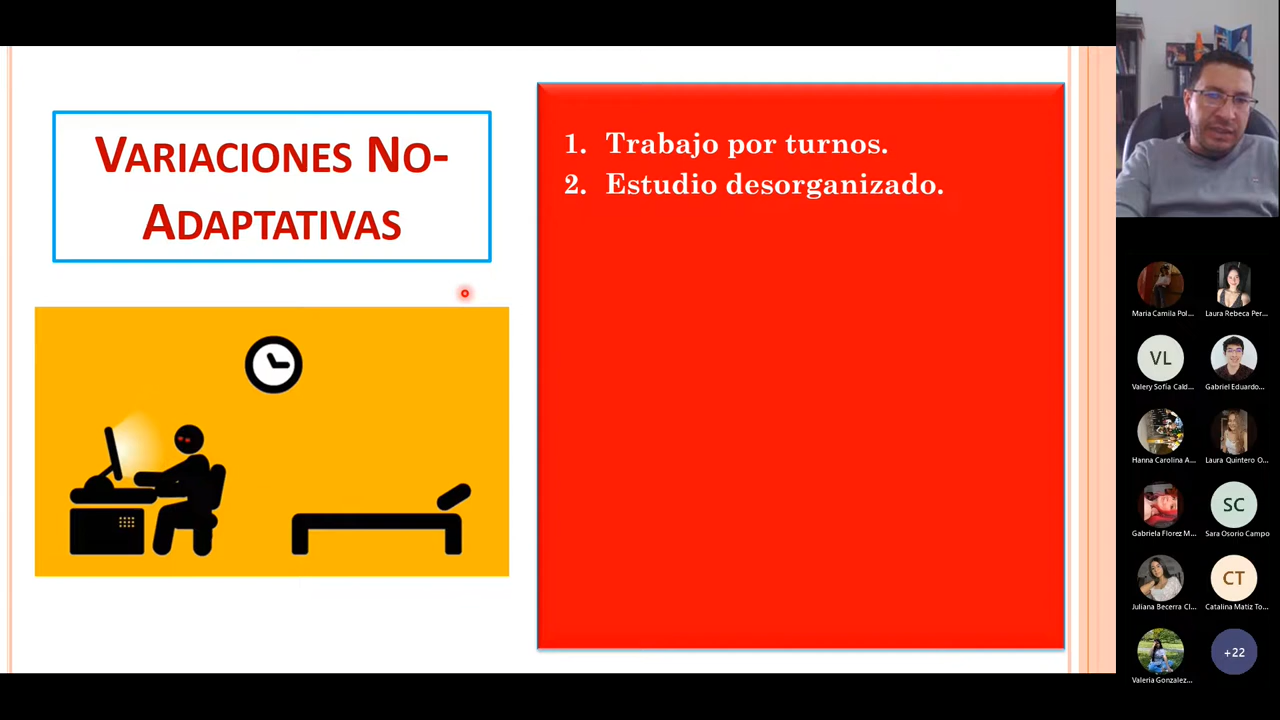 VARIACIONES NO-
ADAPTATIVAS
1. Trabajo por turnos.
2. Estudio desorganizado.
Maria Camila Pol...
Laura Rebeca Per...
VL
Valery Sofia Cald...
Gabriel Eduardo...
Hanna Carolina A...
Laura Quintero O...
Gabriela Florez M...
SC
Sara Osorio Campo
Juliana Becerra Cl...
CT
Catalina Matiz To...
Valeria Gonzalez...
+22